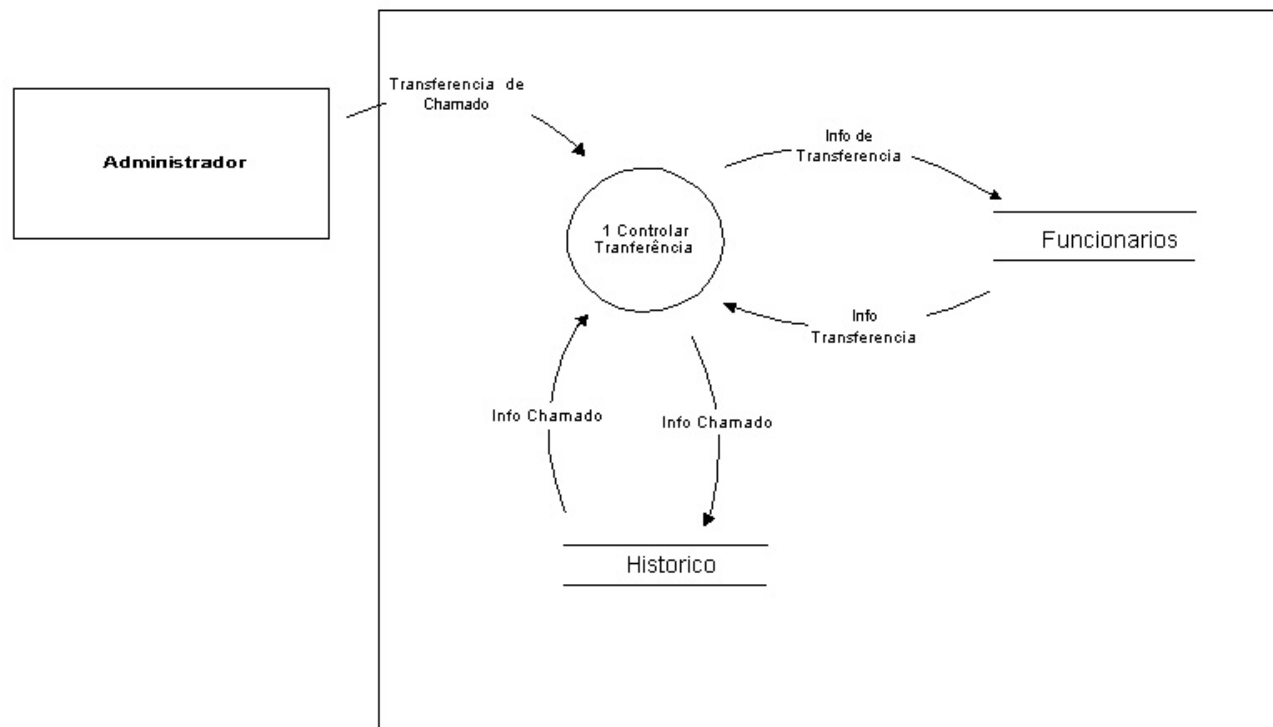 Transferencia de
Chamado
Administrador
Info de
Transferencia
1 Controlar
Tranferência
Funcionarios
Info
Transferencia
Info Chamado
Info Chamado
Historico